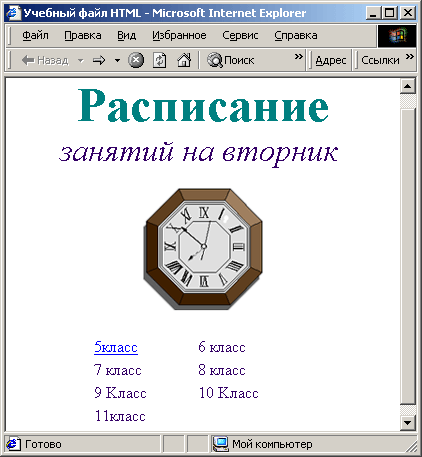 Учебный файл HTML - Microsoft Internet Explorer
Файл Правка Вид Избранное Сервис Справка
Назад Поиск » Адрес Ссылки »
Расписание
занятий на вторник
5класс 6 класс
7 класс 8 класс
9 Класс 10 Класс
11класс
Готово Мой компьютер